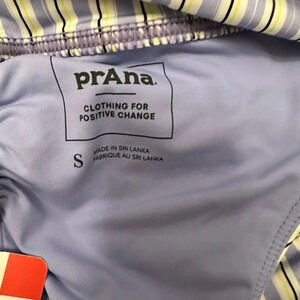 prAna
CLOTHING FOR
POSITIVE CHANGE
S
MADE IN SRI LANKA
FABRIQUE AU SRI LANKA